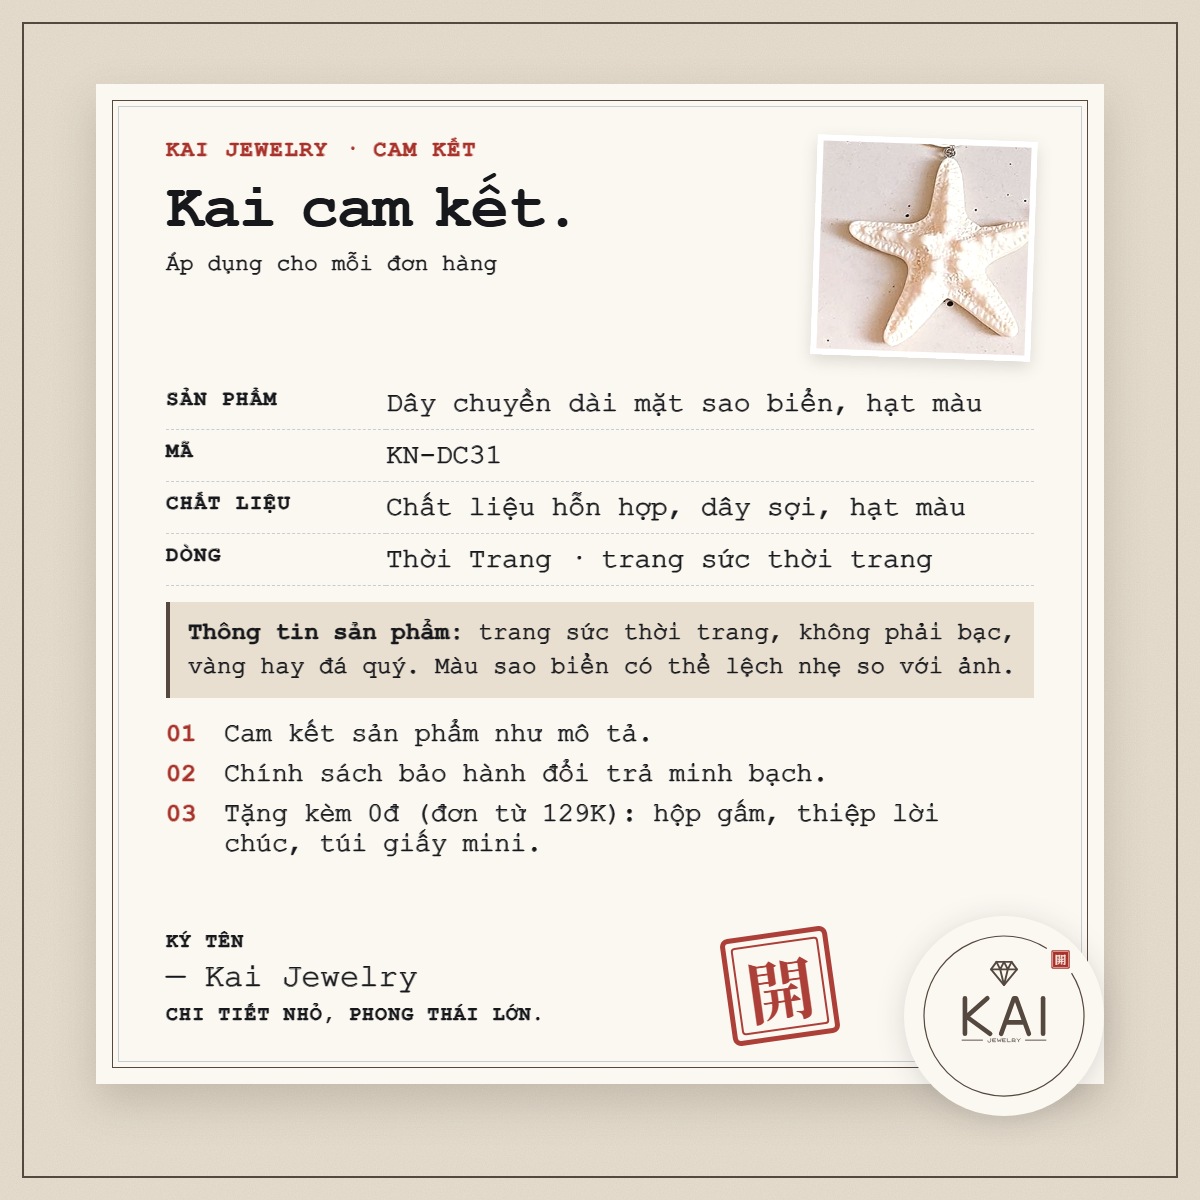 KAI JEWELRY · CAM KẾT
Kai cam kết.
Áp dụng cho mỗi đơn hàng
SẢN PHẨM Dây chuyền dài mặt sao biển, hạt màu
MÃ KN-DC31
CHẤT LIỆU Chất liệu hỗn hợp, dây sợi, hạt màu
DÒNG Thời Trang · trang sức thời trang
Thông tin sản phẩm: trang sức thời trang, không phải bạc,
vàng hay đá quý. Màu sao biển có thể lệch nhẹ so với ảnh.
01 Cam kết sản phẩm như mô tả.
02 Chính sách bảo hành đổi trả minh bạch.
03 Tặng kèm 0đ (đơn từ 129K): hộp gấm, thiệp lời
chúc, túi giấy mini.
KÝ TÊN
— Kai Jewelry
CHI TIẾT NHỎ, PHONG THÁI LỚN.
開
開
KAI
JEWELRY